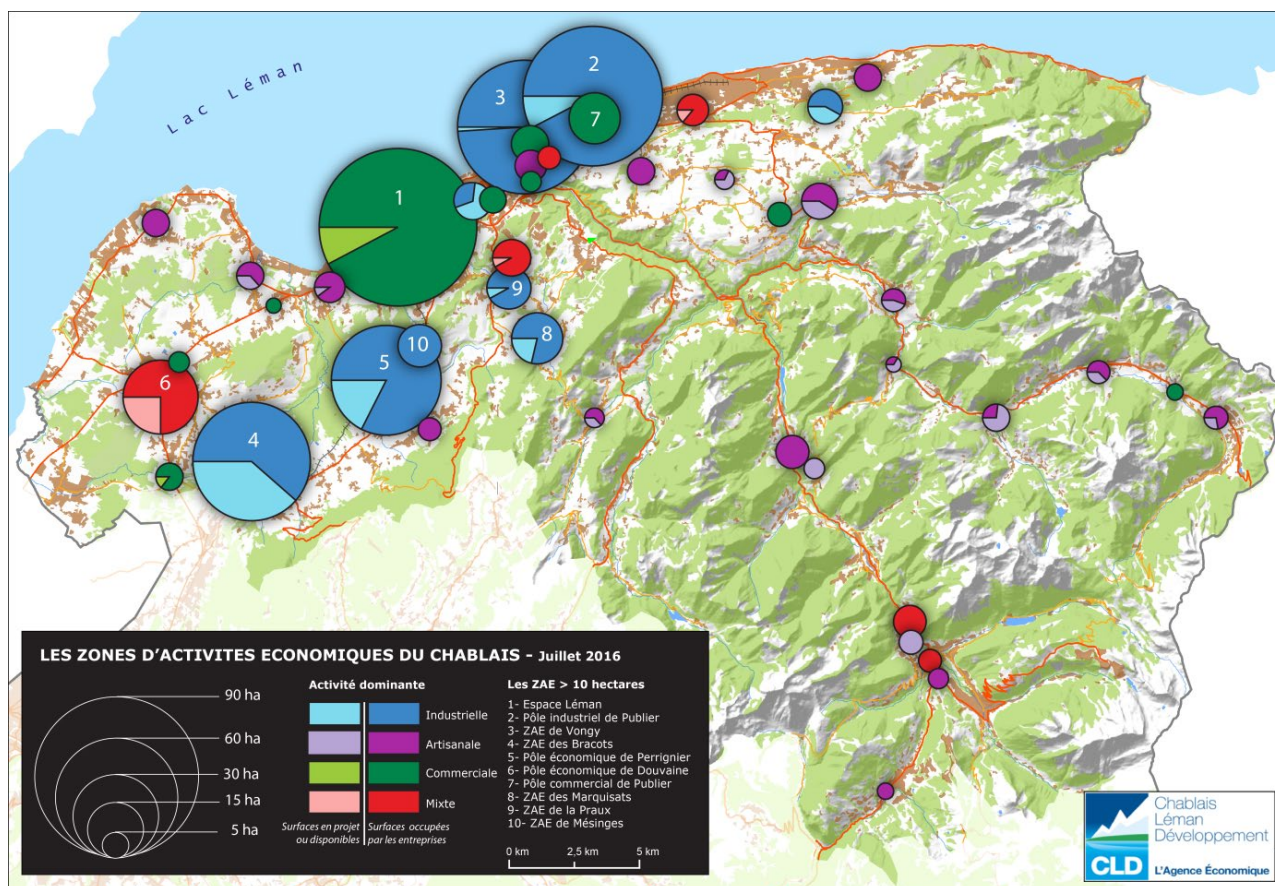 Lac Léman
2
3
7
1
9
8
10
5
6
4
LES ZONES D'ACTIVITES ECONOMIQUES DU CHABLAIS - Juillet 2016
90 ha
60 ha
30 ha
15 ha
5 ha
Activité dominante
Industrielle
Artisanale
Commerciale
Mixte
Surfaces en projet
ou disponibles
Surfaces occupées
par les entreprises
Les ZAE > 10 hectares
1- Espace Léman
2- Pôle industriel de Publier
3- ZAE de Vongy
4- ZAE des Bracots
5- Pôle économique de Perrignier
6- Pôle économique de Douvaine
7- Pôle commercial de Publier
8- ZAE des Marquisats
9- ZAE de la Praux
10- ZAE de Mésinges
0 km 2,5 km 5 km
Chablais
Léman
Développement
CLD
L'Agence Économique